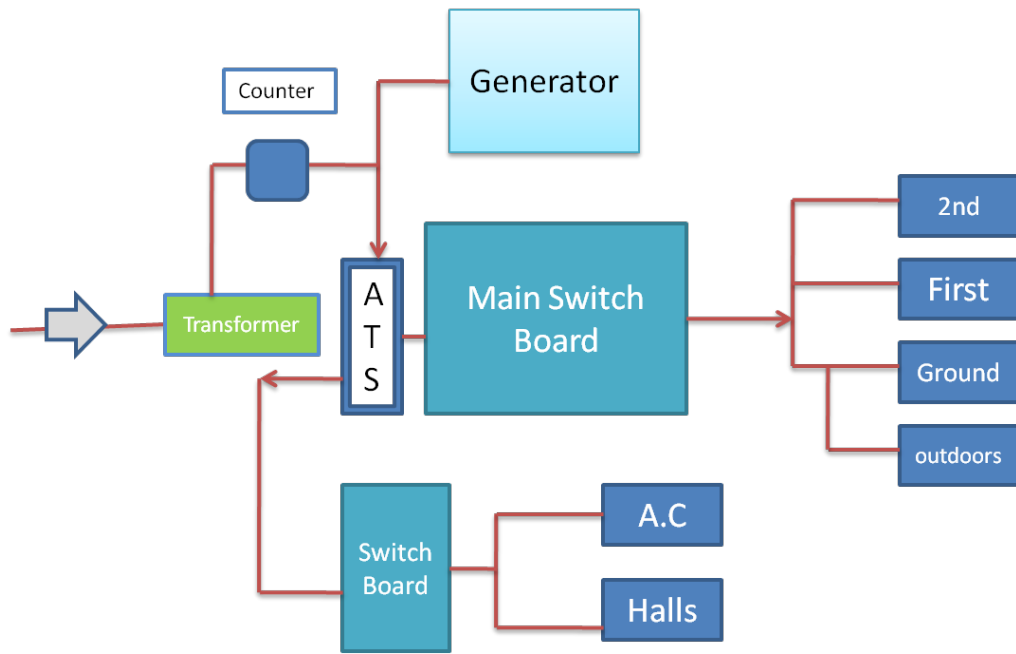 Generator
Counter
2nd
A
T
S
Main Switch
Board
First
Transformer
Ground
outdoors
A.C
Switch
Board
Halls